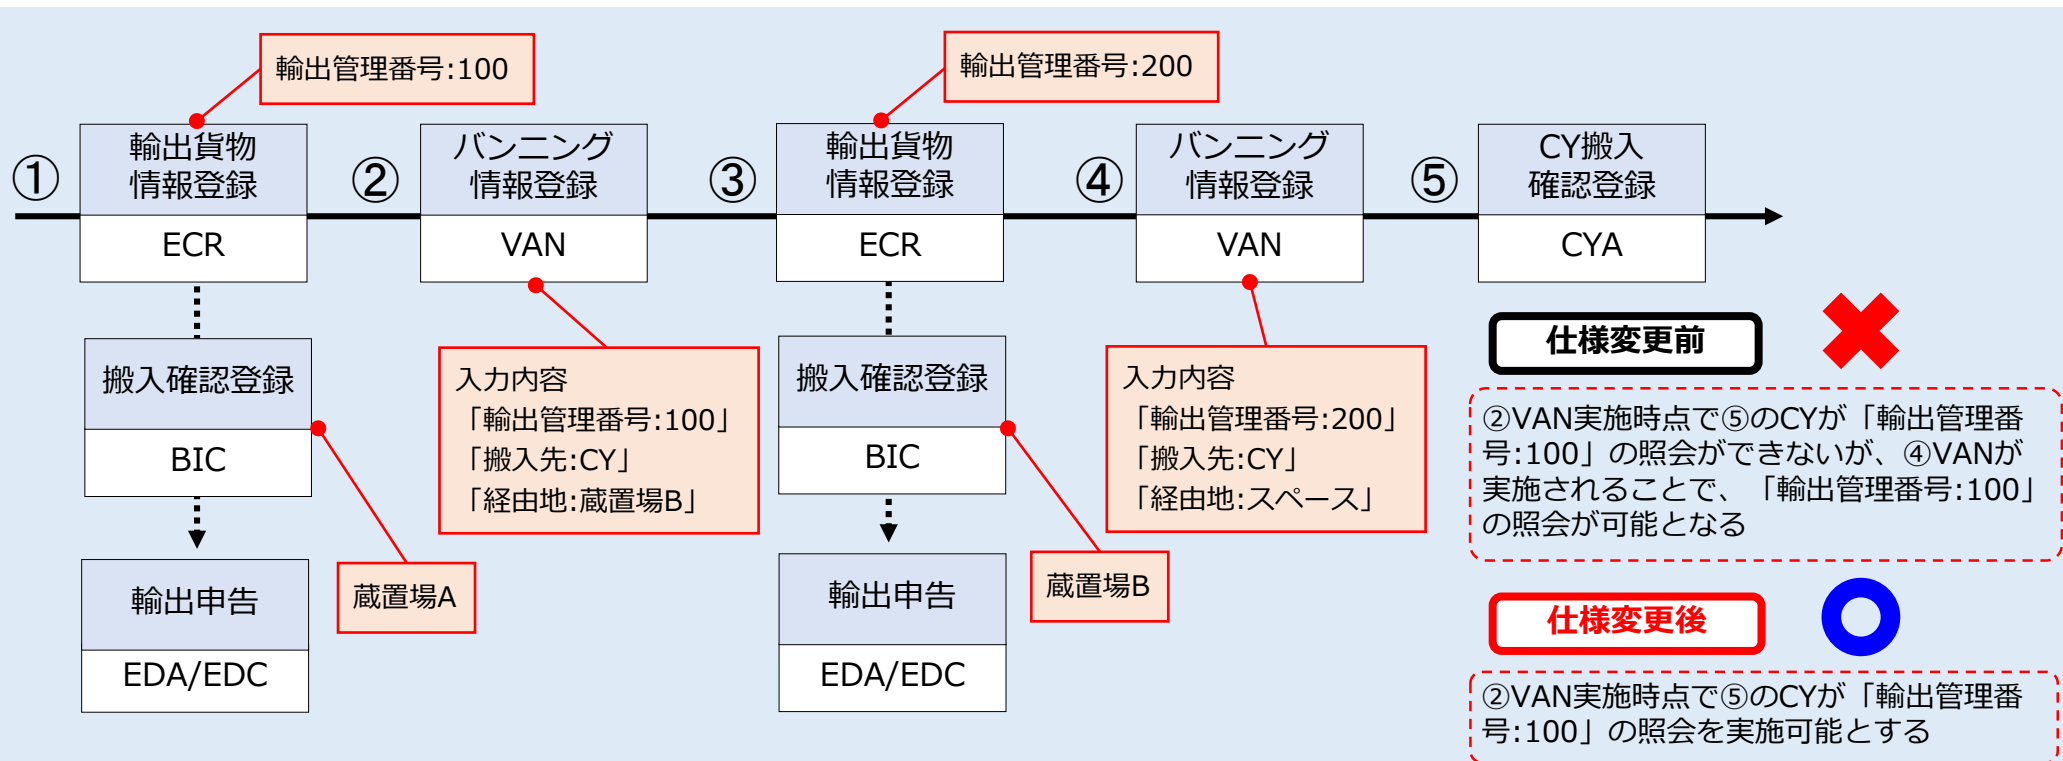 輸出管理番号:100
輸出管理番号:200
①
輸出貨物
情報登録
ECR
②
バンニング
情報登録
VAN
③
輸出貨物
情報登録
ECR
④
バンニング
情報登録
VAN
⑤
CY搬入
確認登録
CYA
搬入確認登録
BIC
入力内容
「輸出管理番号:100」
「搬入先:CY」
「経由地:蔵置場B」
搬入確認登録
BIC
入力内容
「輸出管理番号:200」
「搬入先:CY」
「経由地:スペース」
輸出申告
EDA/EDC
蔵置場A
輸出申告
EDA/EDC
蔵置場B
仕様変更前
②VAN実施時点で⑤のCYが「輸出管理番
号:100」の照会ができないが、④VANが
実施されることで、「輸出管理番号:100」
の照会が可能となる
仕様変更後
②VAN実施時点で⑤のCYが「輸出管理番
号:100」の照会を実施可能とする